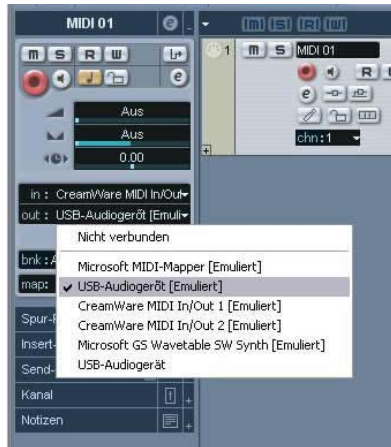 MIDI 01
M S R W
Aus
Aus
0.00
in : CreamWare MIDI In/Out
out : USB-Audiogeröt [Emuli
Nicht verbunden
Microsoft MIDI-Mapper [Emuliert]
USB-Audiogeröt [Emuliert]
CreamWare MIDI In/Out 1 [Emuliert]
CreamWare MIDI In/Out 2 [Emuliert]
Microsoft GS Wavetable SW Synth [Emuliert]
USB-Audiogerät
bnk :
map:
Spur-
Insert-
Send-
Kanal
Notizen
M S R W
1 M S MIDI 01
R
e
chn:1